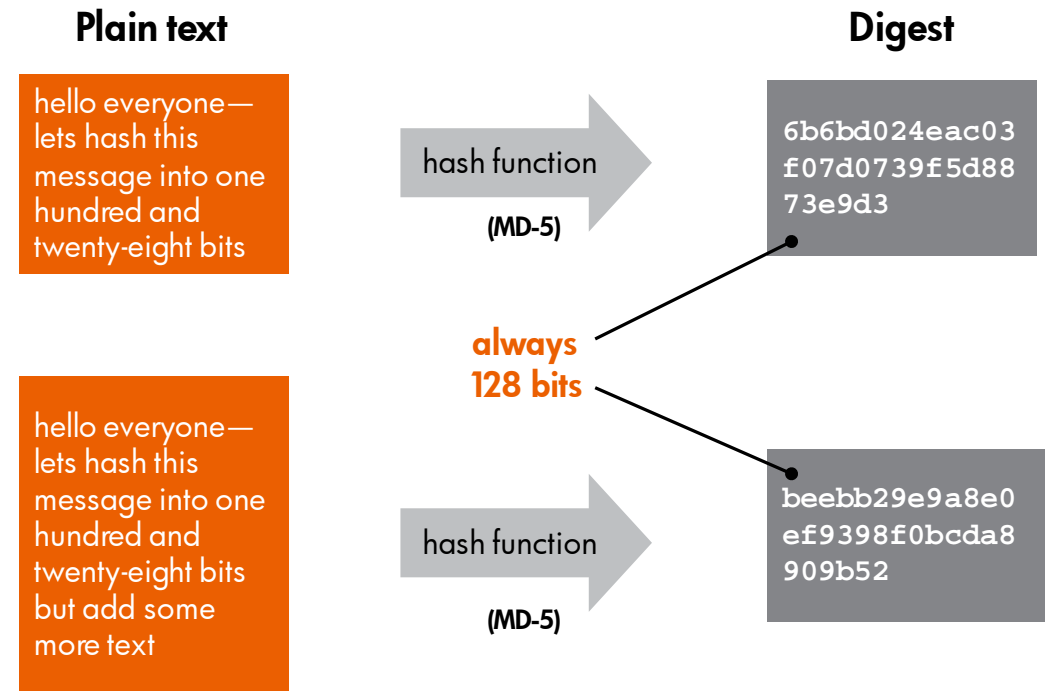 Plain text
Digest
hello everyone—
lets hash this
message into one
hundred and
twenty-eight bits
hash function
(MD-5)
6b6bd024eac03
f07d0739f5d88
73e9d3
always
128 bits
hello everyone—
lets hash this
message into one
hundred and
twenty-eight bits
but add some
more text
hash function
(MD-5)
beebb29e9a8e0
ef9398f0bcda8
909b52